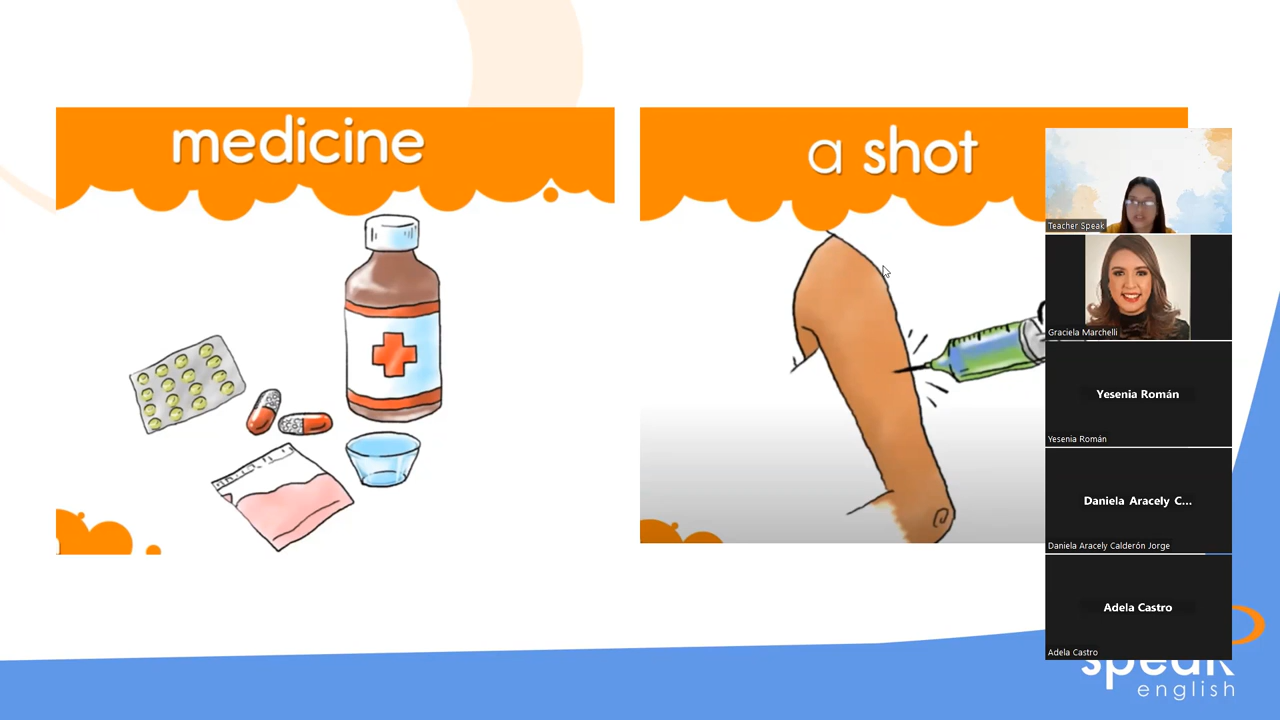 medicine
a shot
Teacher Speak
Graciela Marchelli
Yesenia Román
Yesenia Román
Daniela Aracely C...
Daniela Aracely Calderón Jorge
Adela Castro
Adela Castro
speak
english